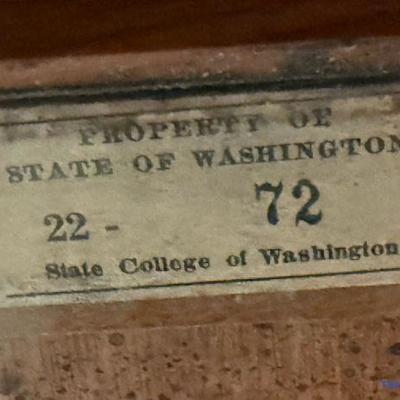 PROPERTY OF
STATE OF WASHINGTON
22 - 72
State College of Washington